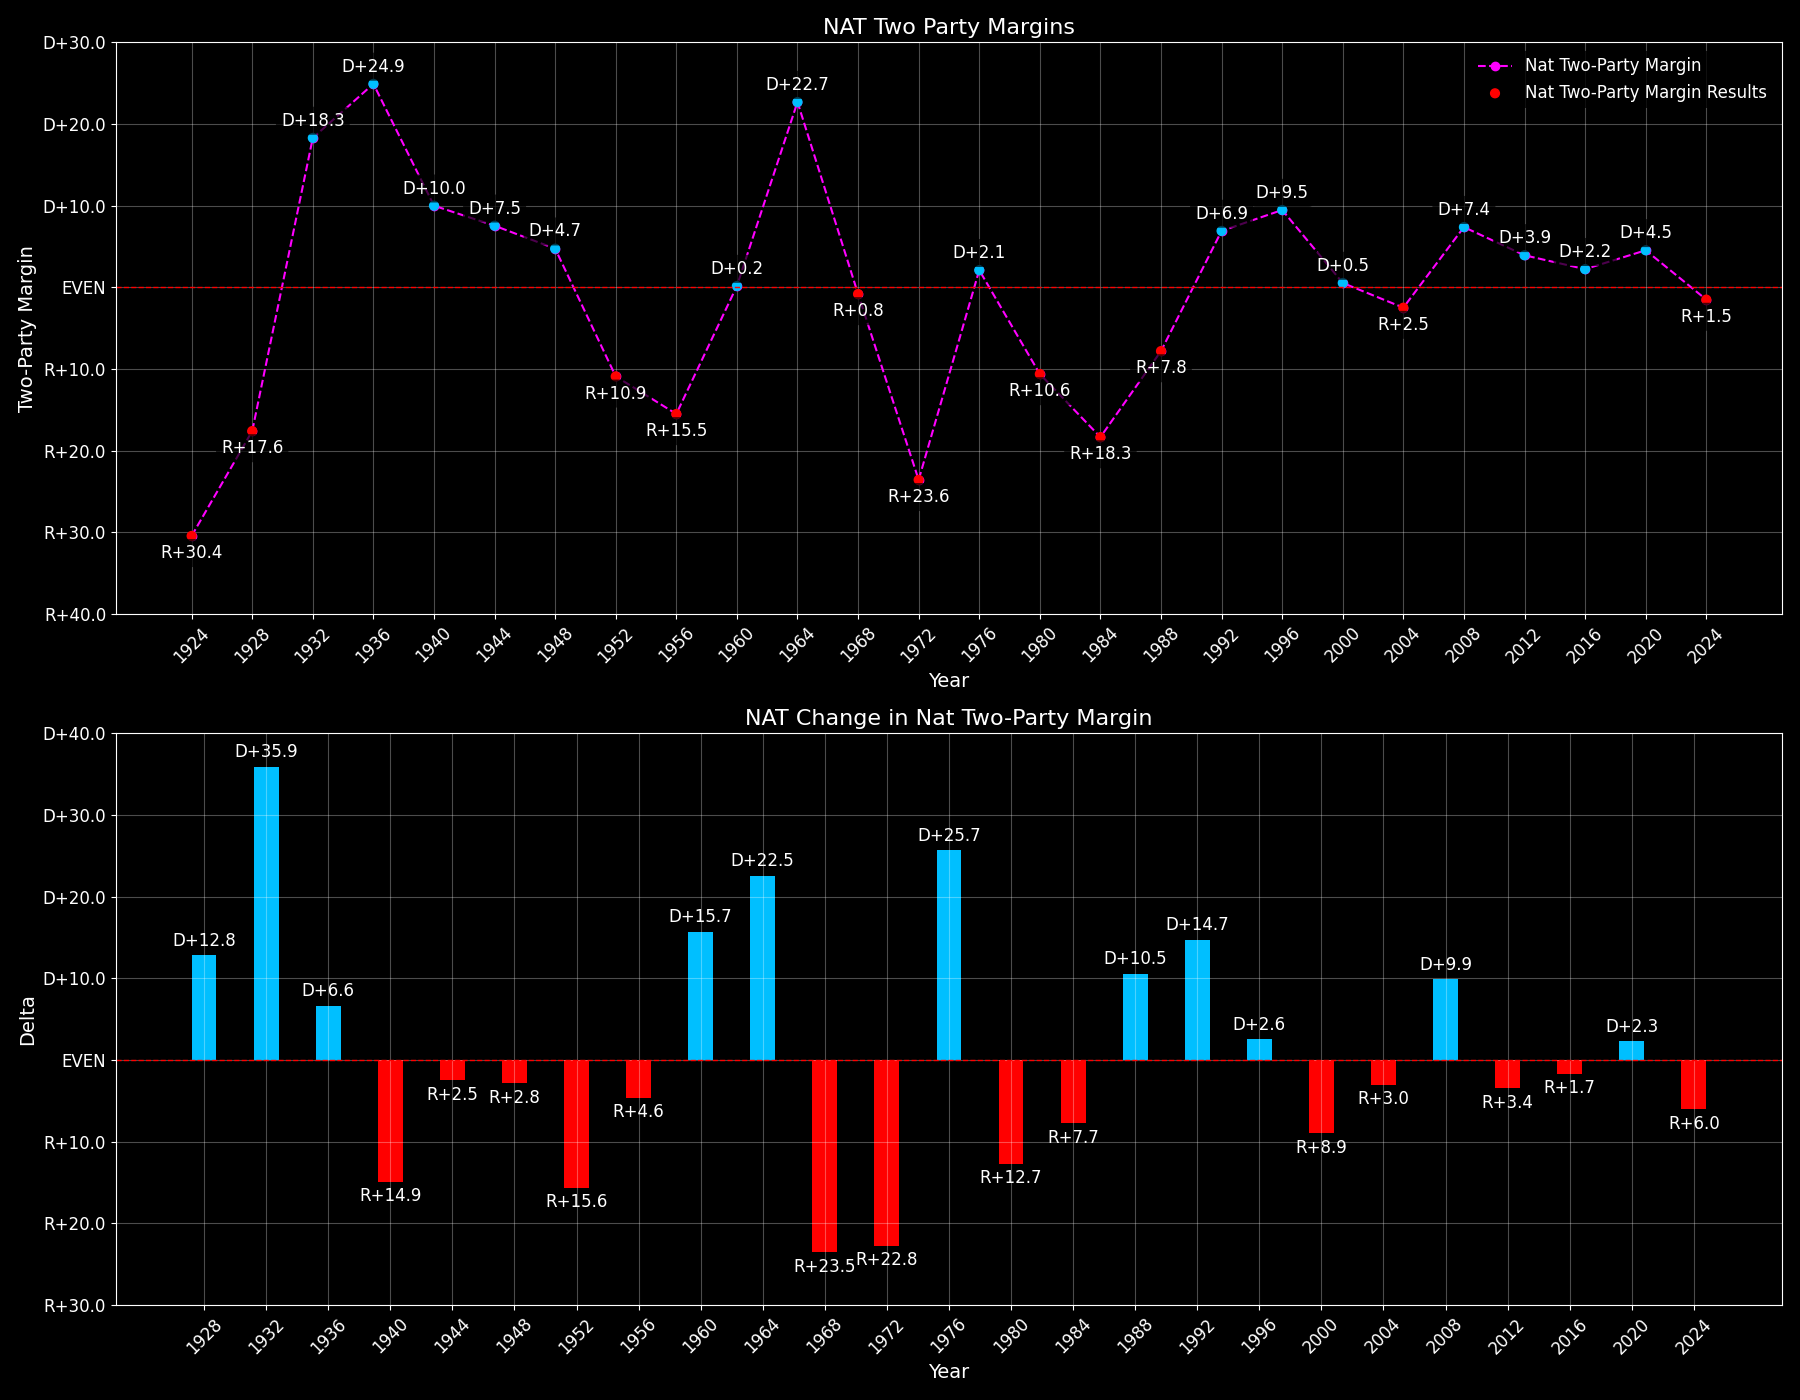 NAT Two Party Margins
Two-Party Margin
D+30.0
D+20.0
D+10.0
EVEN
R+10.0
R+20.0
R+30.0
R+40.0
Nat Two-Party Margin
Nat Two-Party Margin Results
R+30.4
R+17.6
D+18.3
D+24.9
D+10.0
D+7.5
D+4.7
R+10.9
R+15.5
D+0.2
D+22.7
R+0.8
R+23.6
D+2.1
R+10.6
R+18.3
R+7.8
D+6.9
D+9.5
D+0.5
R+2.5
D+7.4
D+3.9
D+2.2
D+4.5
R+1.5
1924 1928 1932 1936 1940 1944 1948 1952 1956 1960 1964 1968 1972 1976 1980 1984 1988 1992 1996 2000 2004 2008 2012 2016 2020 2024
Year
NAT Change in Nat Two-Party Margin
Delta
D+40.0
D+30.0
D+20.0
D+10.0
EVEN
R+10.0
R+20.0
R+30.0
D+12.8
D+35.9
D+6.6
R+14.9
R+2.5
R+2.8
R+15.6
R+4.6
D+15.7
D+22.5
R+23.5
R+22.8
D+25.7
R+12.7
R+7.7
D+10.5
D+14.7
D+2.6
R+8.9
R+3.0
D+9.9
R+3.4
R+1.7
D+2.3
R+6.0
1928 1932 1936 1940 1944 1948 1952 1956 1960 1964 1968 1972 1976 1980 1984 1988 1992 1996 2000 2004 2008 2012 2016 2020 2024
Year